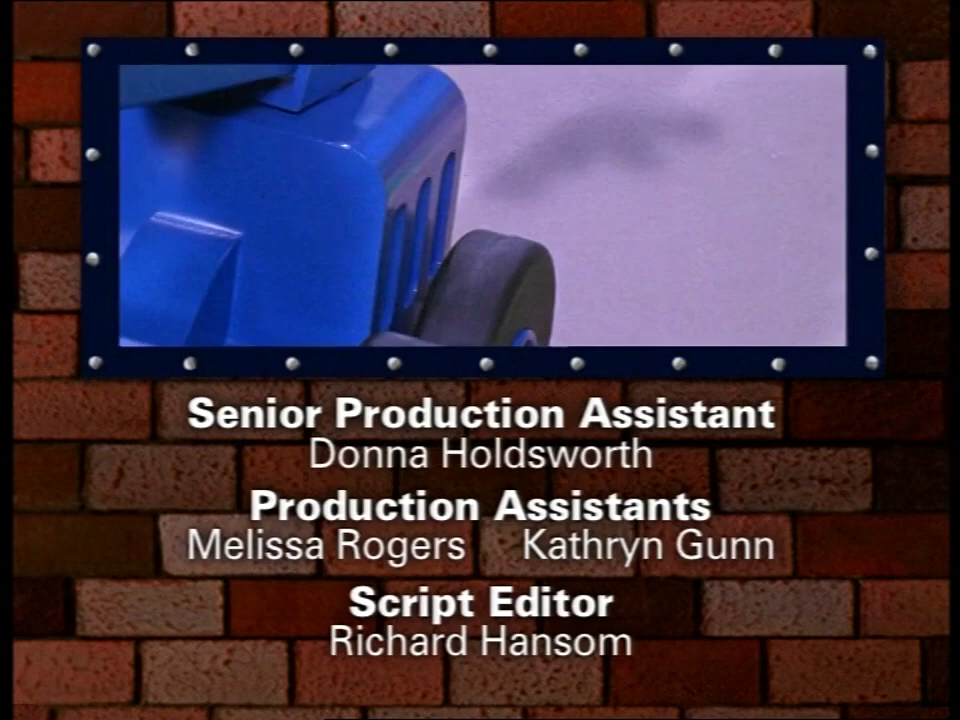 Senior Production Assistant
Donna Holdsworth
Production Assistants
Melissa Rogers Kathryn Gunn
Script Editor
Richard Hansom